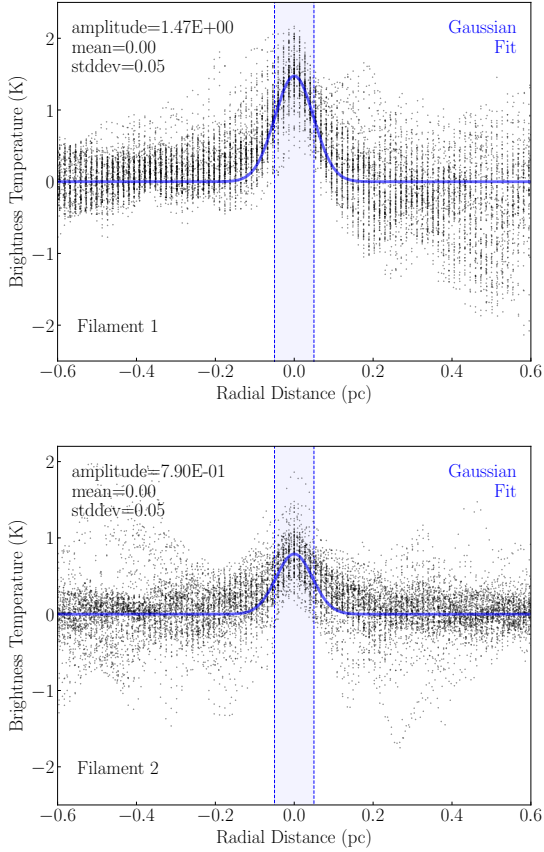 amplitude=1.47E+00
mean=0.00
stddev=0.05
Gaussian
Fit
2
1
0
−1
−2
Brightness Temperature (K)
Filament 1
−0.6 −0.4 −0.2 0.0 0.2 0.4 0.6
Radial Distance (pc)
amplitude=7.90E-01
mean=0.00
stddev=0.05
Gaussian
Fit
2
1
0
−1
−2
Brightness Temperature (K)
Filament 2
−0.6 −0.4 −0.2 0.0 0.2 0.4 0.6
Radial Distance (pc)